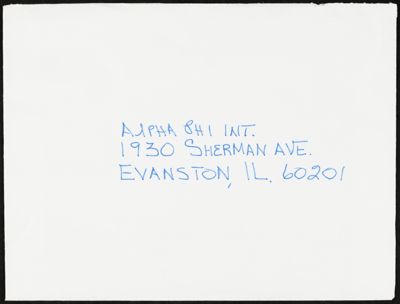 ALPHA PHI INT.
1930 SHERMAN AVE.
EVANSTON, IL. 60201